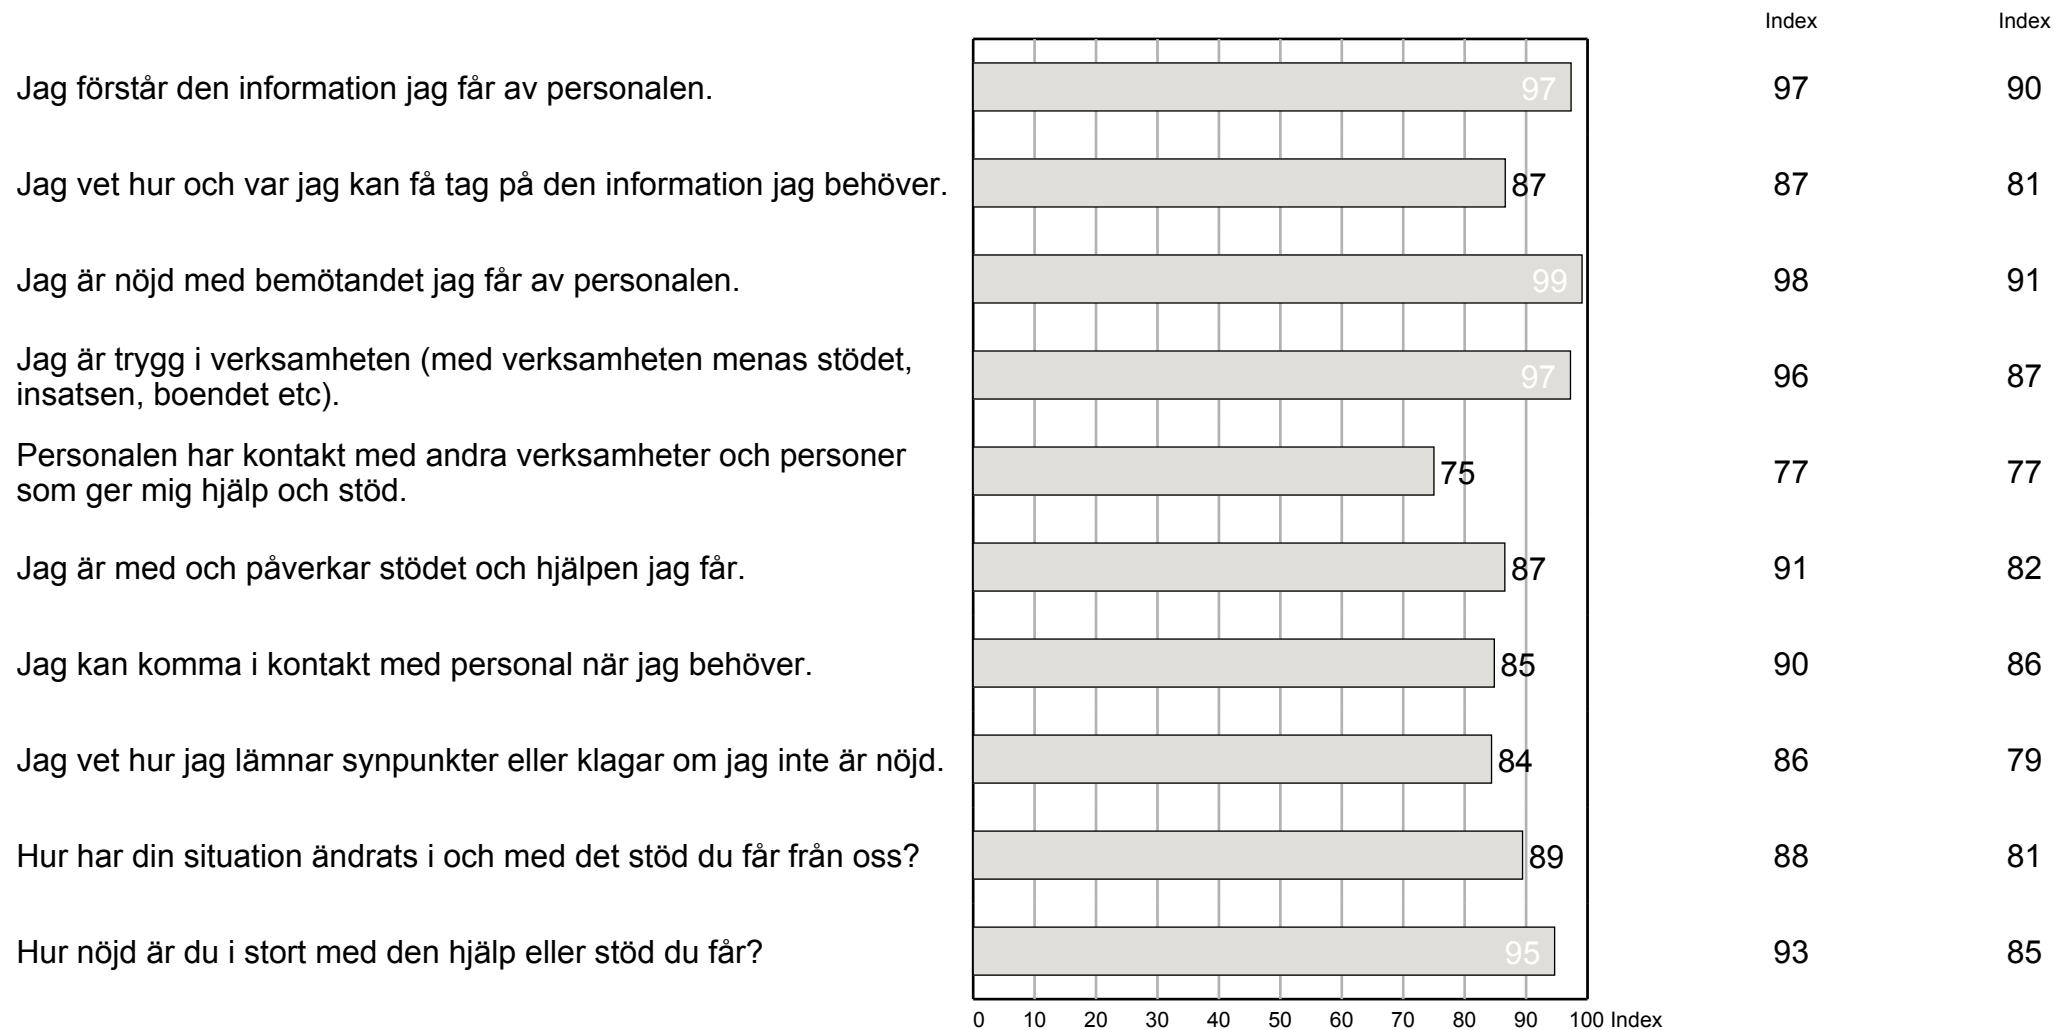 Index Index
Jag förstår den information jag får av personalen. 97 97 90
Jag vet hur och var jag kan få tag på den information jag behöver. 87 87 81
Jag är nöjd med bemötandet jag får av personalen. 99 98 91
Jag är trygg i verksamheten (med verksamheten menas stödet,
insatsen, boendet etc). 97 96 87
Personalen har kontakt med andra verksamheter och personer
som ger mig hjälp och stöd. 75 77 77
Jag är med och påverkar stödet och hjälpen jag får. 87 91 82
Jag kan komma i kontakt med personal när jag behöver. 85 90 86
Jag vet hur jag lämnar synpunkter eller klagar om jag inte är nöjd. 84 86 79
Hur har din situation ändrats i och med det stöd du får från oss? 89 88 81
Hur nöjd är du i stort med den hjälp eller stöd du får? 95 93 85
0 10 20 30 40 50 60 70 80 90 100 Index